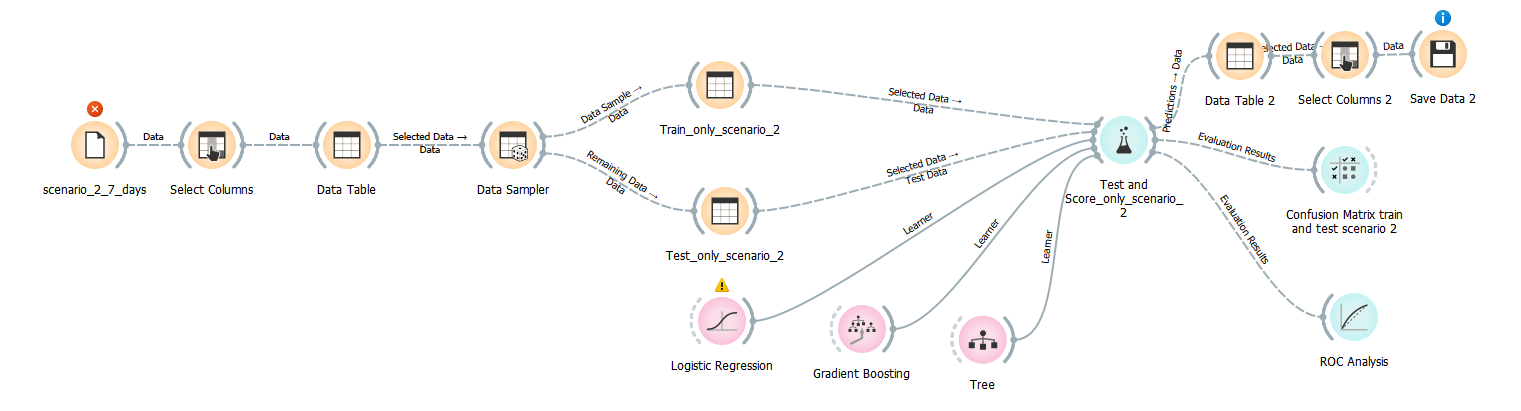 scenario_2_7_days
Data
Select Columns
Data
Data Table
Selected Data →
Data
Data Sampler
Data Sample →
Data
Train_only_scenario_2
Remaining Data →
Data
Test_only_scenario_2
Selected Data →
Data
Selected Data →
Test Data
Logistic Regression
Learner
Gradient Boosting
Learner
Tree
Learner
Test and
Score_only_scenario_
2
Predictions → Data
Data Table 2
elected Data →
Data
Select Columns 2
Data
Save Data 2
Evaluation Results
Confusion Matrix train
and test scenario 2
Evaluation Results
ROC Analysis